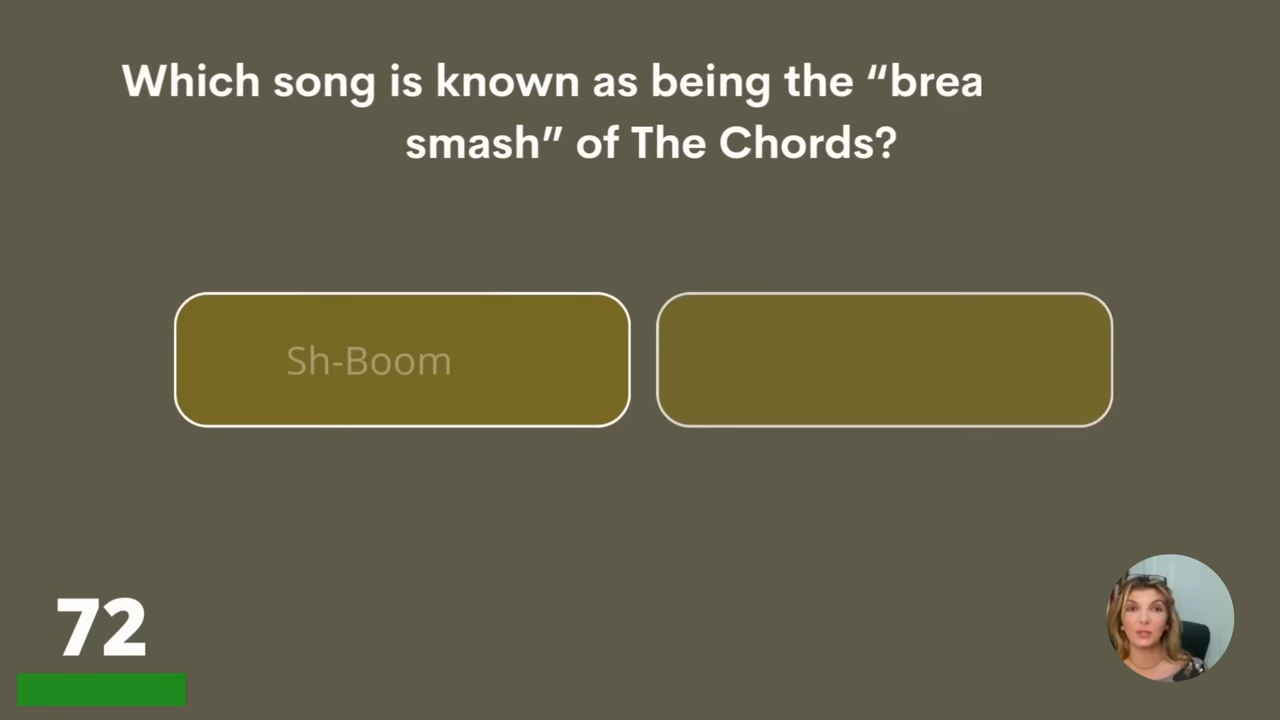 Which song is known as being the “brea
smash” of The Chords?
Sh-Boom
72